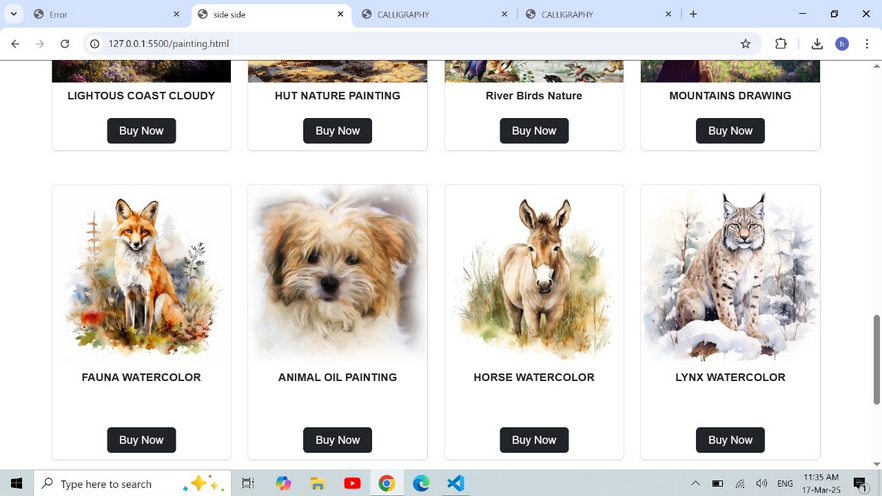 Error
side side
CALLIGRAPHY
CALLIGRAPHY
127.0.0.1:5500/painting.html
h
LIGHTOUS COAST CLOUDY
HUT NATURE PAINTING
River Birds Nature
MOUNTAINS DRAWING
Buy Now
Buy Now
Buy Now
Buy Now
FAUNA WATERCOLOR
ANIMAL OIL PAINTING
HORSE WATERCOLOR
LYNX WATERCOLOR
Buy Now
Buy Now
Buy Now
Buy Now
Type here to search
ENG
11:35 AM
17-Mar-25
1